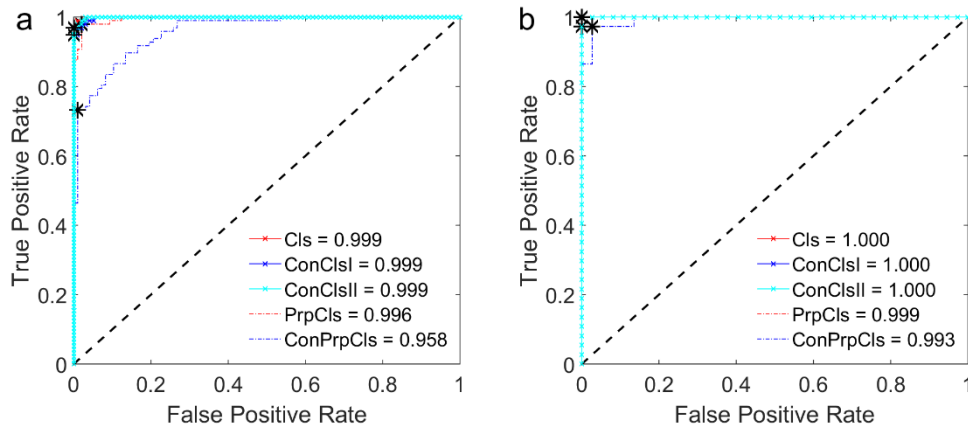 a
1
0.8
0.6
0.4
0.2
0
True Positive Rate
0 0.2 0.4 0.6 0.8 1
False Positive Rate
Cls = 0.999
ConClsI = 0.999
ConClsII = 0.999
PrpCls = 0.996
ConPrpCls = 0.958
b
1
0.8
0.6
0.4
0.2
0
True Positive Rate
0 0.2 0.4 0.6 0.8 1
False Positive Rate
Cls = 1.000
ConClsI = 1.000
ConClsII = 1.000
PrpCls = 0.999
ConPrpCls = 0.993